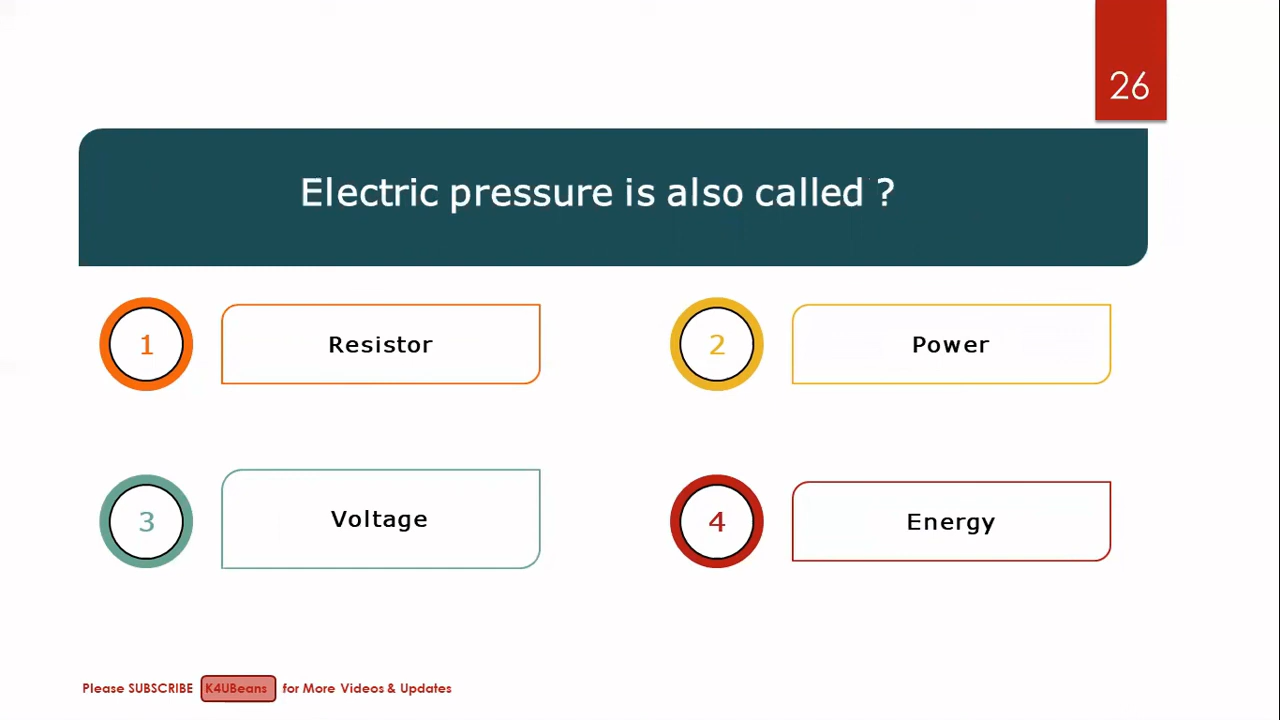 26
Electric pressure is also called ?
1 Resistor
2 Power
3 Voltage
4 Energy
Please SUBSCRIBE K4UBeans for More Videos & Updates